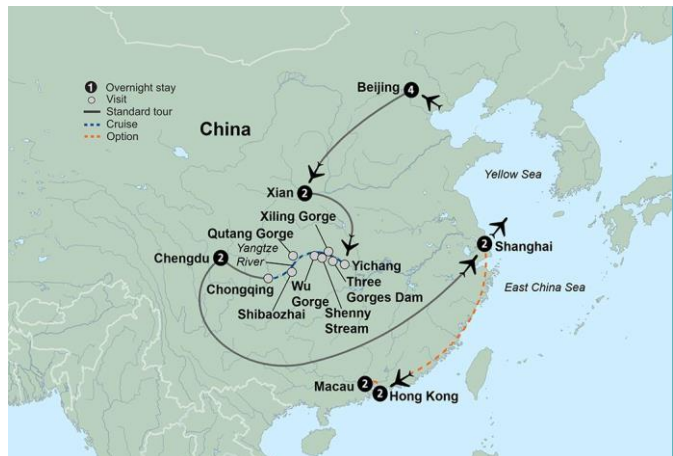 1 Overnight stay
Visit
Standard tour
Cruise
Option
China
Beijing 4
Yellow Sea
Xian 2
Xiling Gorge
Qutang Gorge
Yangtze
River
Chengdu 2
2 Shanghai
Yichang
Chongqing
Three
Gorges Dam
Wu
Gorge
Shibaozhai
Shenny
Stream
East China Sea
Macau 2
2 Hong Kong